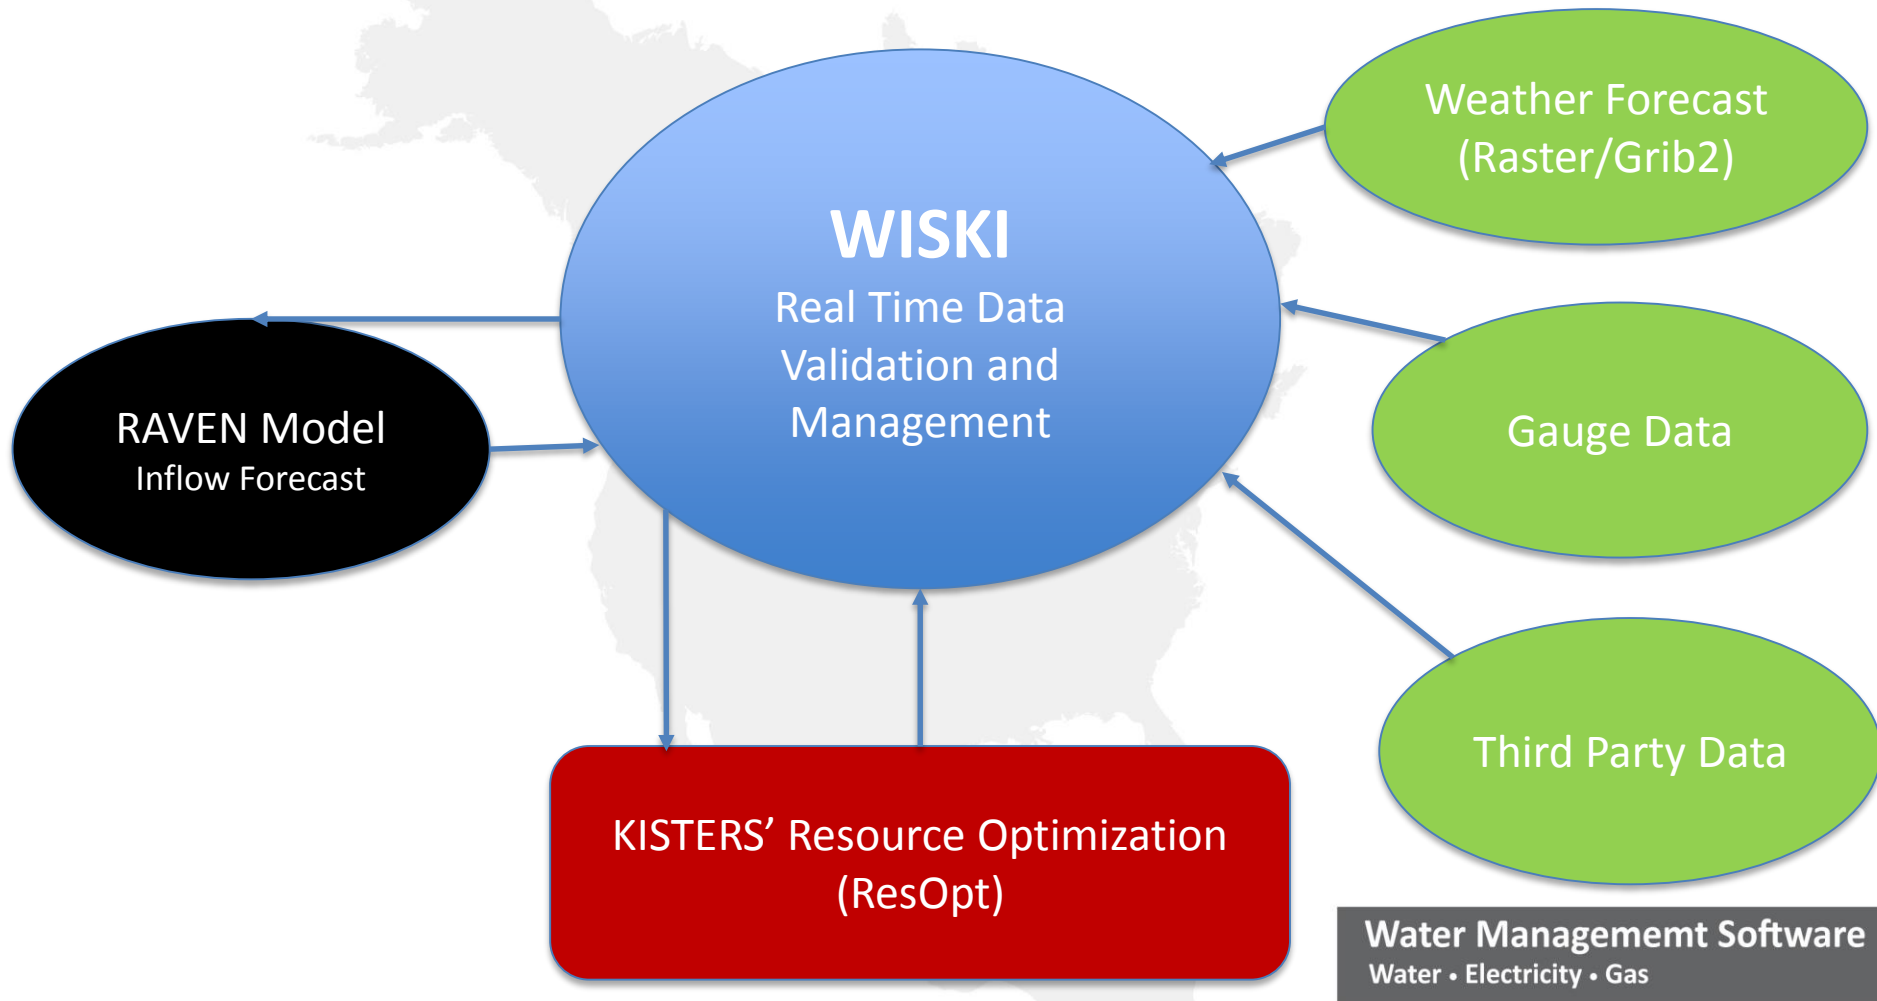 Weather Forecast
(Raster/Grib2)
WISKI
Real Time Data
Validation and
Management
RAVEN Model
Inflow Forecast
Gauge Data
Third Party Data
KISTERS’ Resource Optimization
(ResOpt)
Water Managememt Software
Water • Electricity • Gas